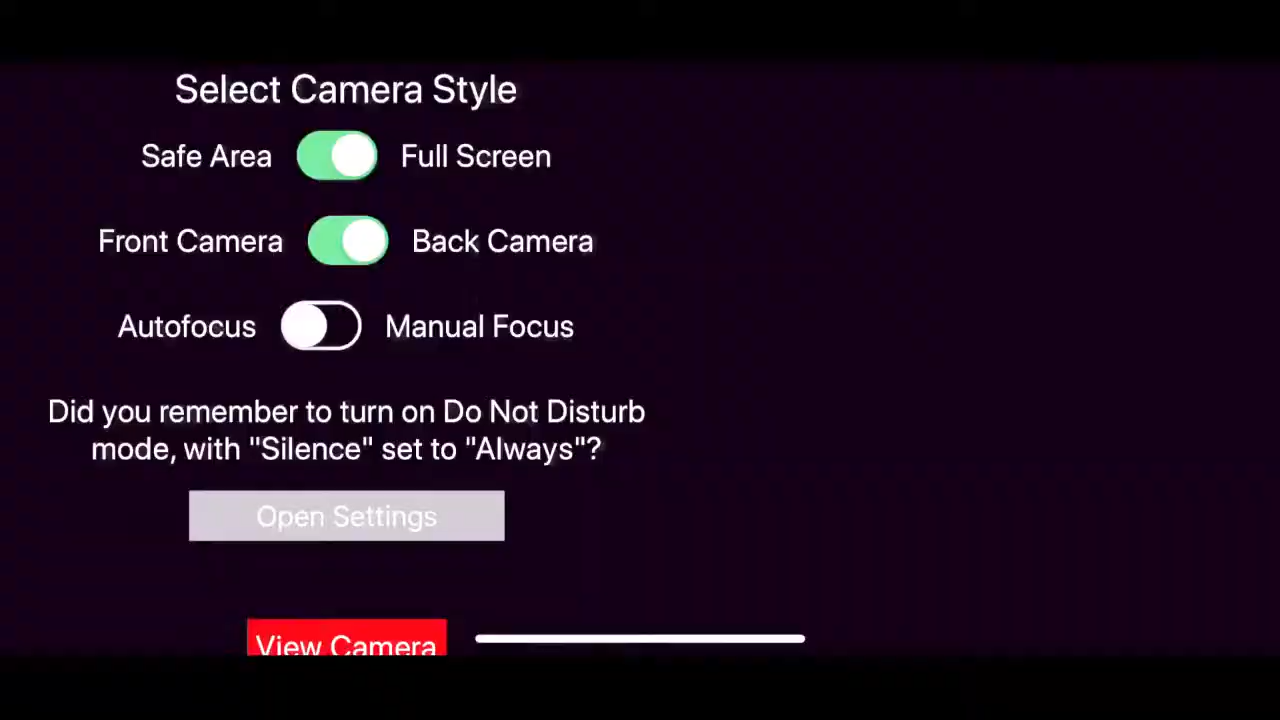 Select Camera Style
Safe Area Full Screen
Front Camera Back Camera
Autofocus Manual Focus
Did you remember to turn on Do Not Disturb
mode, with "Silence" set to "Always"?
Open Settings
View Camera